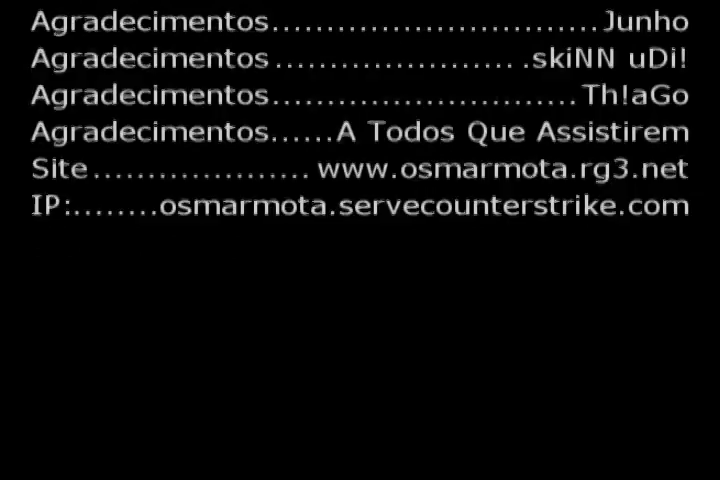 Agradecimentos..............................Junho
Agradecimentos...................... .skiNN uDi!
Agradecimentos............................Th!aGo
Agradecimentos......A Todos Que Assistirem
Site.................... www.osmarmota.rg3.net
IP:........osmarmota.servecounterstrike.com